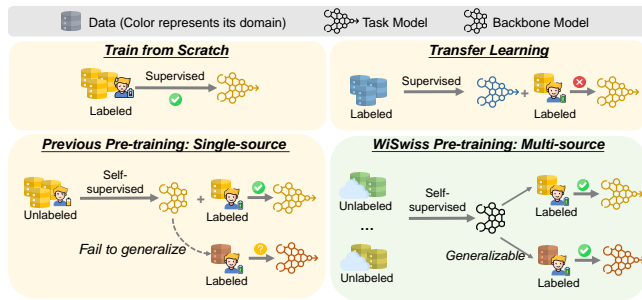 Data (Color represents its domain)
Task Model
Backbone Model
Train from Scratch
Supervised
Labeled
Transfer Learning
Supervised
+
Labeled
Labeled
Previous Pre-training: Single-source
Self-
supervised
+
Unlabeled
Labeled
Fail to generalize
?
Labeled
WiSwiss Pre-training: Multi-source
Unlabeled
...
Self-
supervised
Labeled
Generalizable
Unlabeled
Labeled